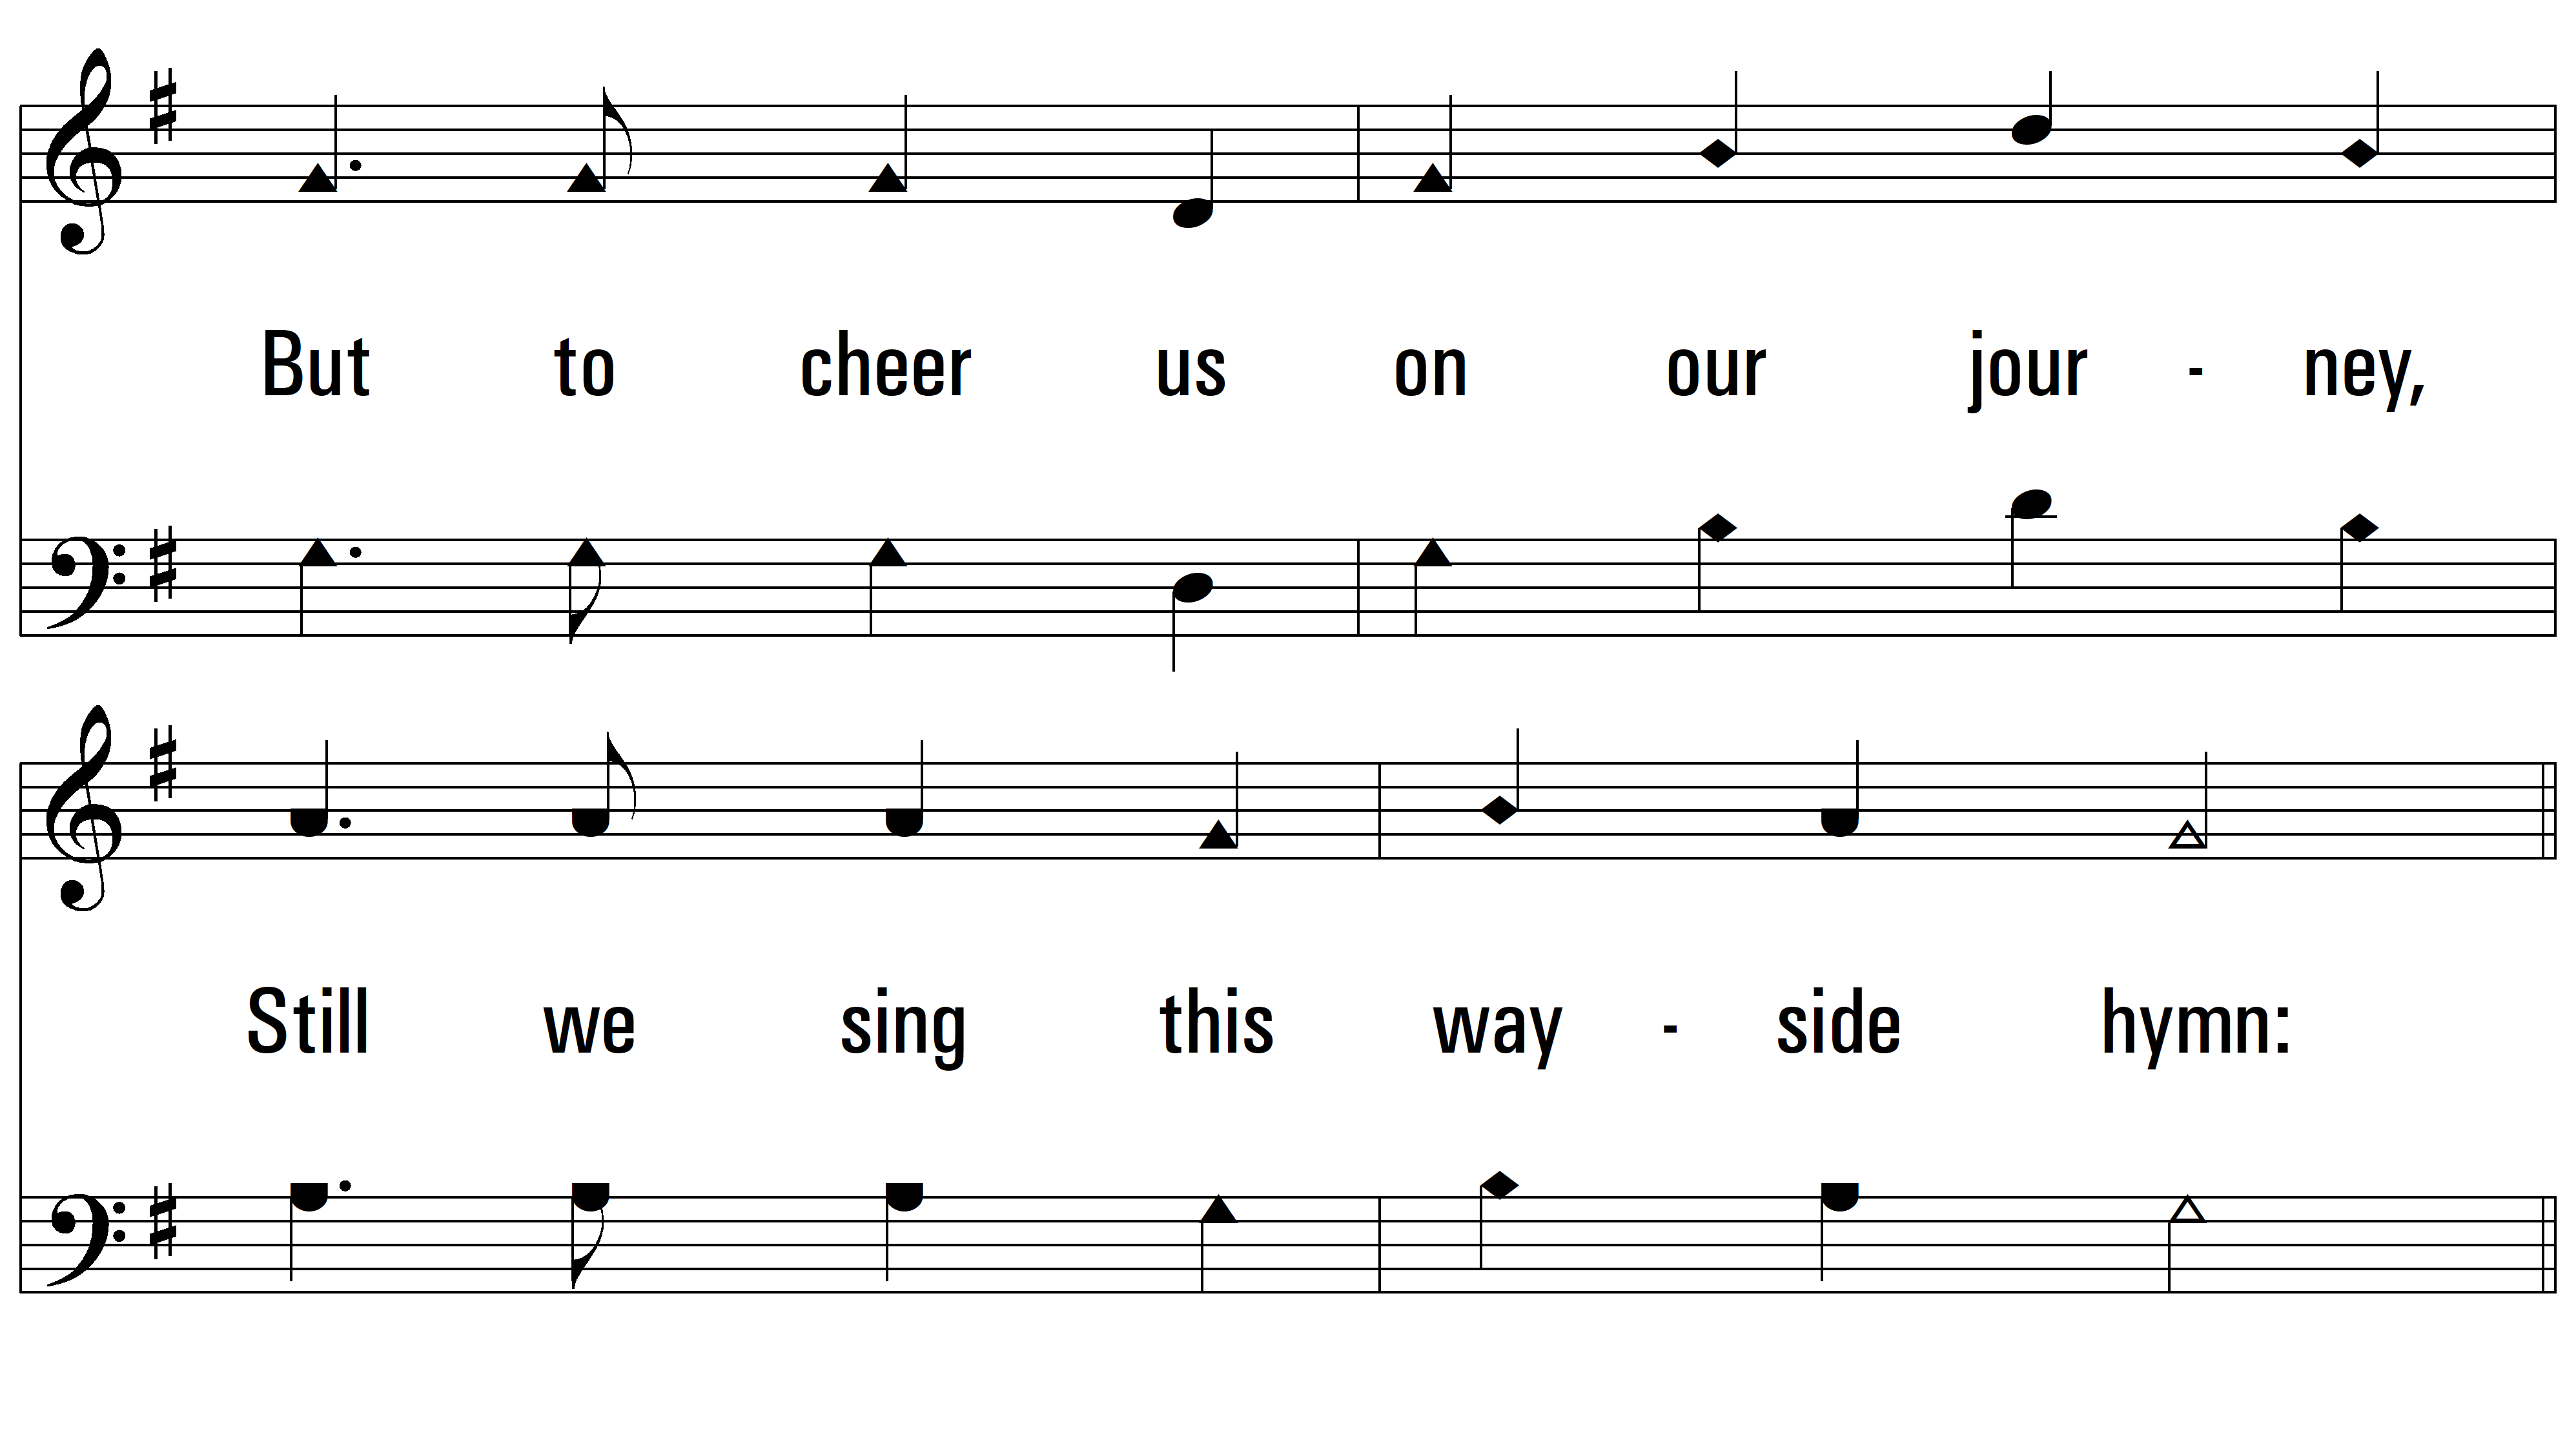 But to cheer us on our jour - ney,
Still we sing this way - side hymn: